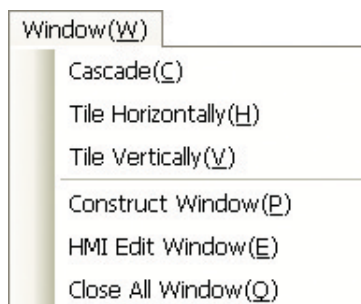 Window(W)
Cascade(C)
Tile Horizontally(H)
Tile Vertically(V)
Construct Window(P)
HMI Edit Window(E)
Close All Window(Q)